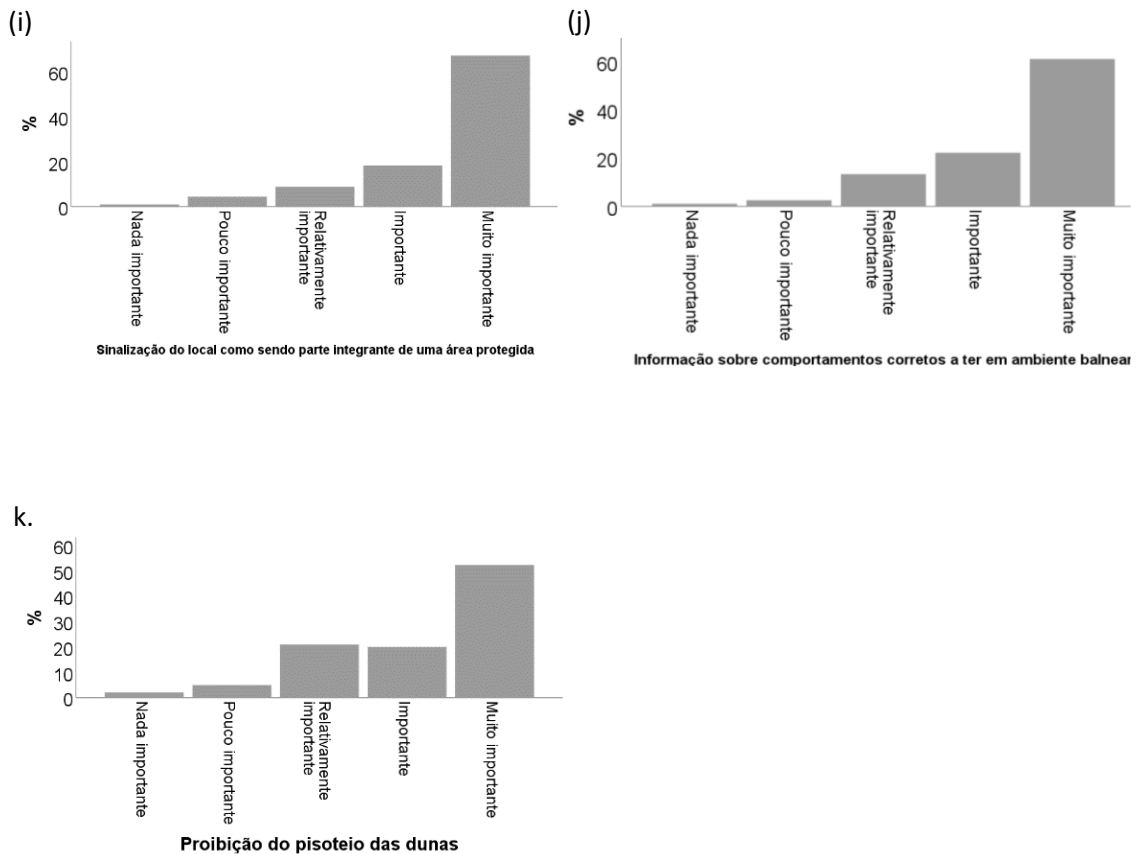 (i)
60
40
20
0
%
Nada importante
Pouco importante
Relativamente
importante
Importante
Muito importante
Sinalização do local como sendo parte integrante de uma área protegida
(j)
60
40
20
0
%
Nada importante
Pouco importante
Relativamente
importante
Importante
Muito importante
Informação sobre comportamentos corretos a ter em ambiente balnear
k.
60
50
40
30
20
10
0
%
Nada importante
Pouco importante
Relativamente
importante
Importante
Muito importante
Proibição do pisoteio das dunas